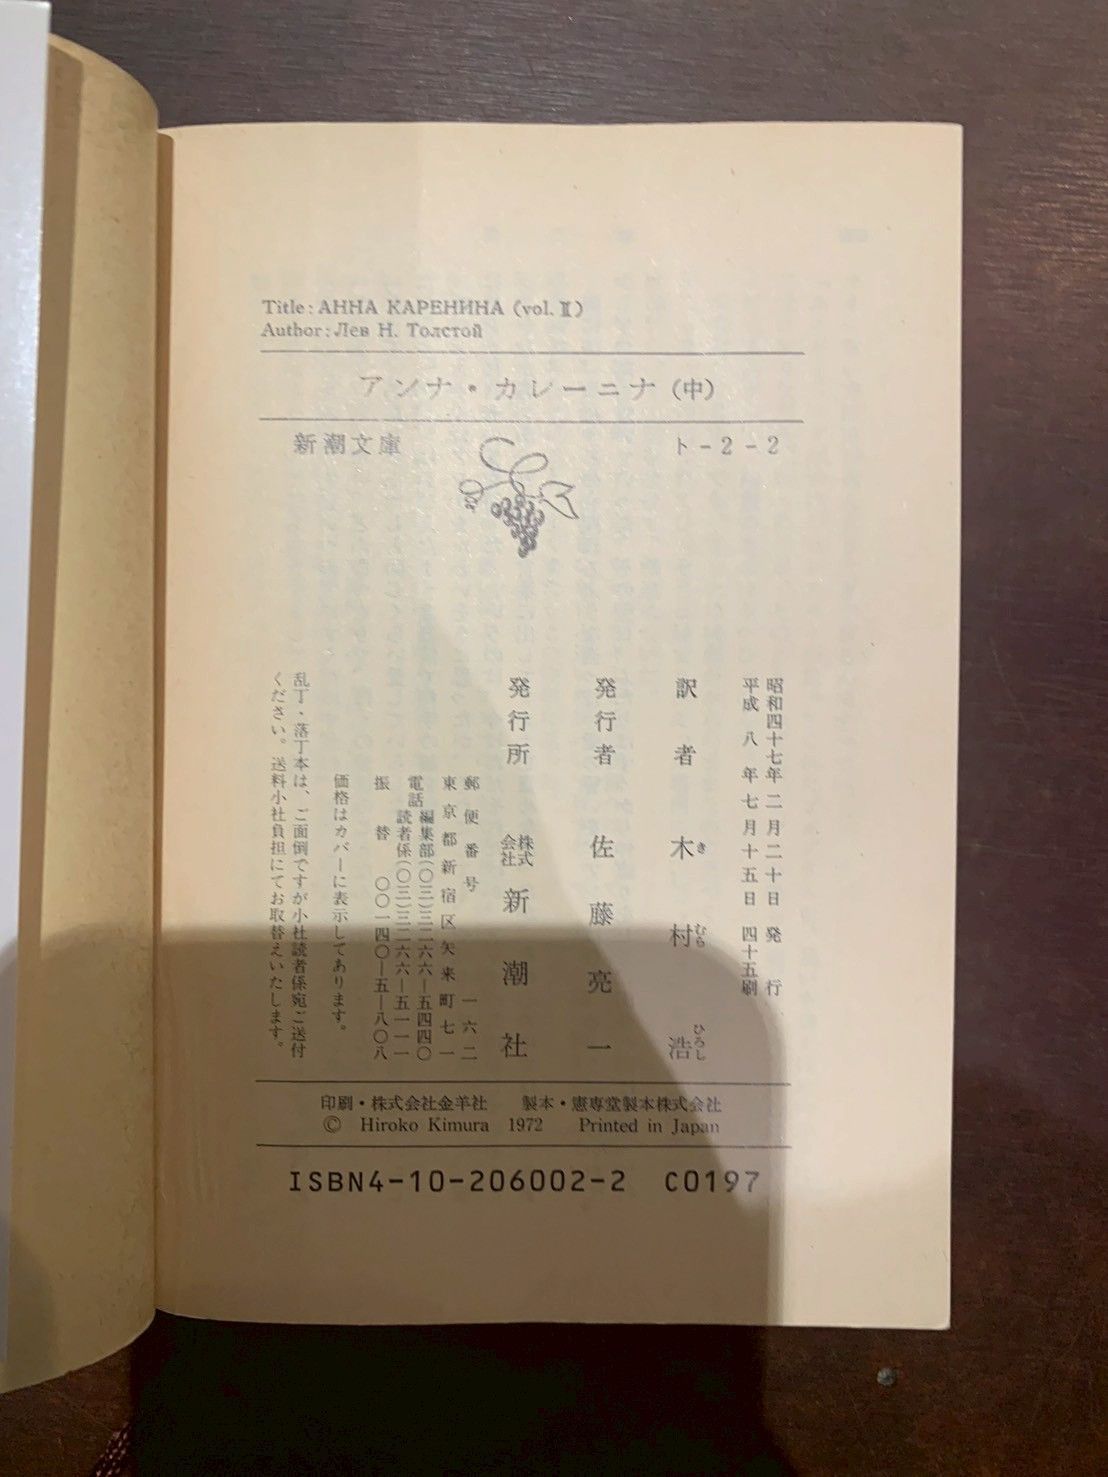 Title : АННА КАРЕНИНА (vol. Ⅱ)
Author : Лев Н. Толстой
アンナ・カレーニナ(中)
新潮文庫 ト-2-2
昭和四十七年二月二十日発行
平成八年七月十五日四十五刷
訳者 木村浩
き むら ひろし
発行者 佐藤亮一
発行所 株式会社 新潮社
郵便番号 一六二
東京都新宿区矢来町七一
電話 編集部(〇三)三二六六―五四四〇
読者係(〇三)三二六六―五一一一
振替 〇〇一四〇―五―八〇八
価格はカバーに表示してあります。
乱丁・落丁本は、ご面倒ですが小社読者係宛ご送付
ください。送料小社負担にてお取替えいたします。
印刷・株式会社金羊社 製本・憲専堂製本株式会社
© Hiroko Kimura 1972 Printed in Japan
ISBN4-10-206002-2 C0197